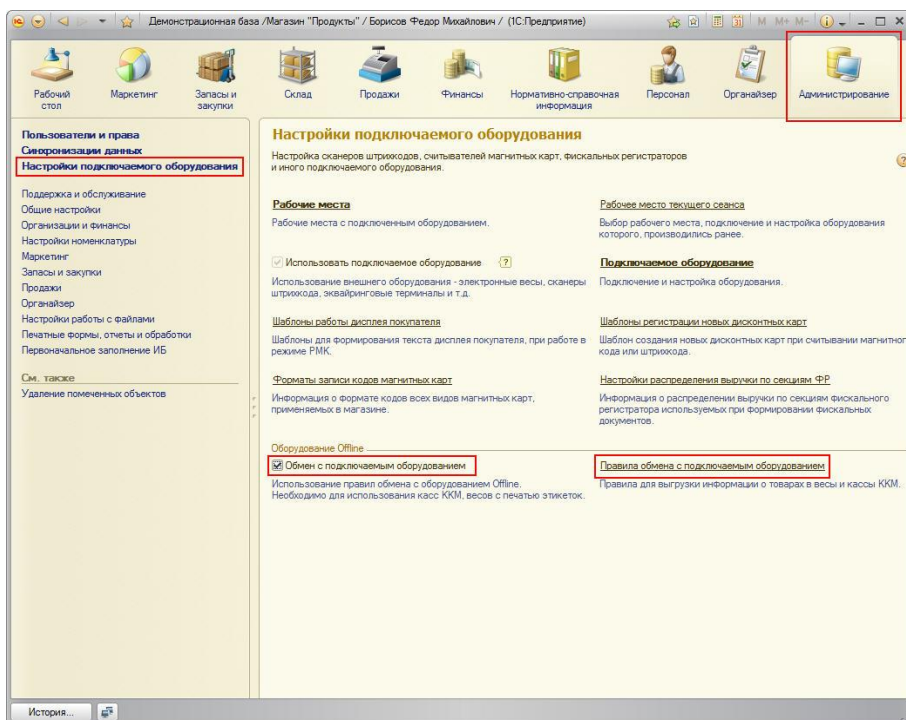 Демонстрационная база /Магазин "Продукты" / Борисов Федор Михайлович / (1С:Предприятие)
M M+ M-
Рабочий
стол
Маркетинг
Запасы и
закупки
Склад
Продажи
Финансы
Нормативно-справочная
информация
Персонал
Органайзер
Администрирование
Пользователи и права
Синхронизации данных
Настройки подключаемого оборудования
Поддержка и обслуживание
Общие настройки
Организации и финансы
Настройки номенклатуры
Маркетинг
Запасы и закупки
Продажи
Органайзер
Настройки работы с файлами
Печатные формы, отчеты и обработки
Первоначальное заполнение ИБ
См. также
Удаление помеченных объектов
Настройки подключаемого оборудования
Настройка сканеров штрихкодов, считывателей магнитных карт, фискальных регистраторов
и иного подключаемого оборудования.
Рабочие места
Рабочие места с подключенным оборудованием.
Рабочее место текущего сеанса
Выбор рабочего места, подключение и настройка оборудования
которого, производились ранее.
Использовать подключаемое оборудование ?
Использование внешнего оборудования - электронные весы, сканеры
штрихкода, эквайринговые терминалы и т.д.
Подключаемое оборудование
Подключение и настройка оборудования.
Шаблоны работы дисплея покупателя
Шаблоны для формирования текста дисплея покупателя, при работе в
режиме РМК.
Шаблоны регистрации новых дисконтных карт
Шаблон создания новых дисконтных карт при считывании магнитног
кода или штрихкода.
Форматы записи кодов магнитных карт
Информация о формате кодов всех видов магнитных карт,
применяемых в магазине.
Настройки распределения выручки по секциям ФР
Информация о распределении выручки по секциям фискального
регистратора используемых при формировании фискальных
документов.
Оборудование Offline
Обмен с подключаемым оборудованием
Использование правил обмена с оборудованием Offline.
Необходимо для использования касс ККМ, весов с печатью этикеток.
Правила обмена с подключаемым оборудованием
Правила для выгрузки информации о товарах в весы и кассы ККМ.
История...